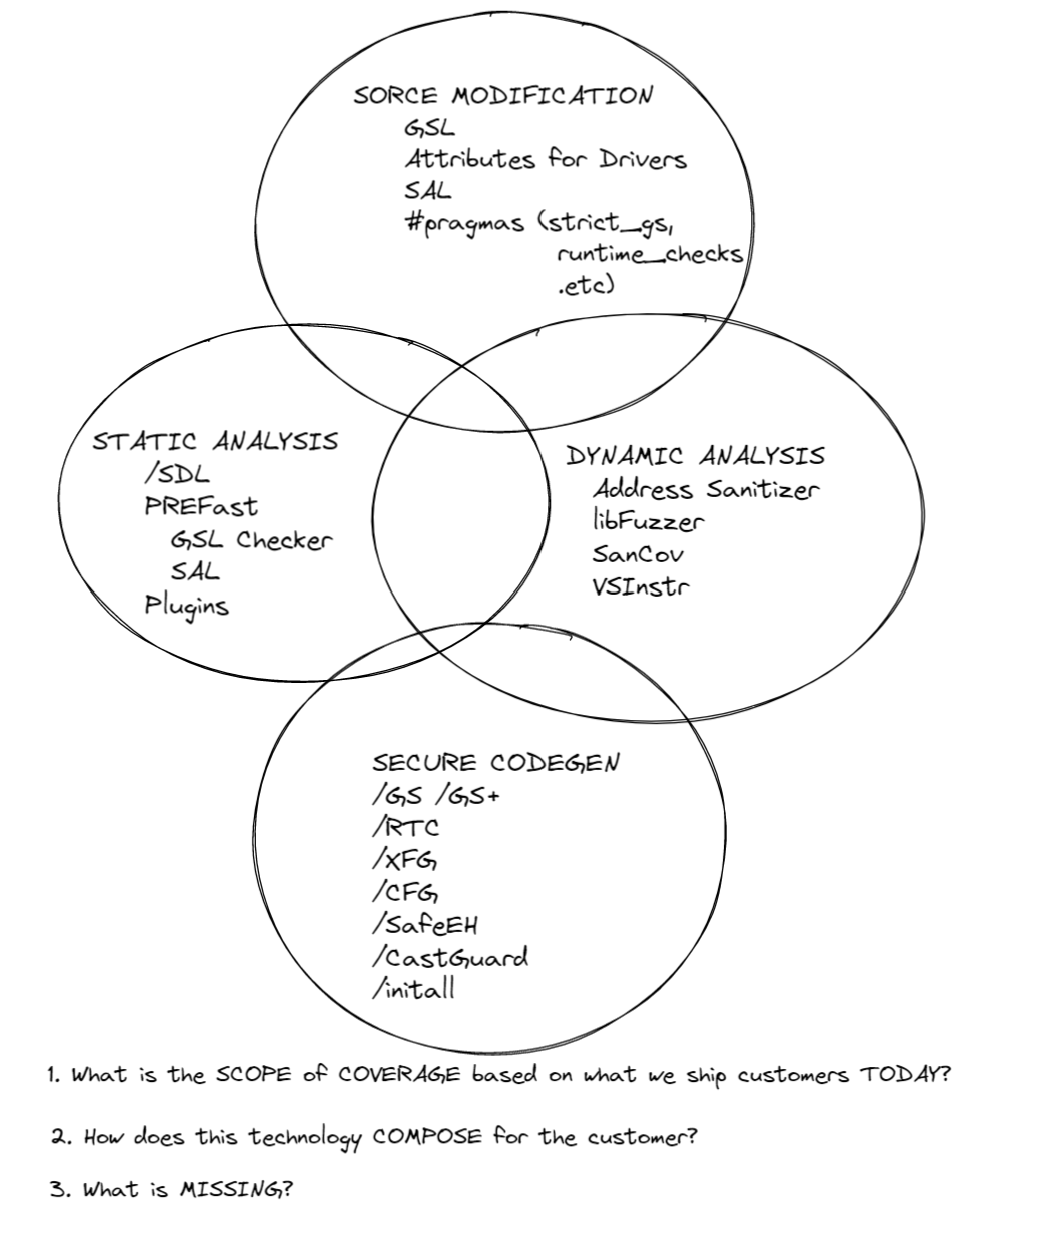 SORCE MODIFICATION
GSL
Attributes for Drivers
SAL
#pragmas (strict_gs,
runtime_checks
.etc)
STATIC ANALYSIS
/SDL
PREFast
GSL Checker
SAL
Plugins
DYNAMIC ANALYSIS
Address Sanitizer
libFuzzer
SanCov
VSInstr
SECURE CODEGEN
/GS /GS+
/RTC
/XFG
/CFG
/SafeEH
/CastGuard
/initall
1. What is the SCOPE of COVERAGE based on what we ship customers TODAY?
2. How does this technology COMPOSE for the customer?
3. What is MISSING?